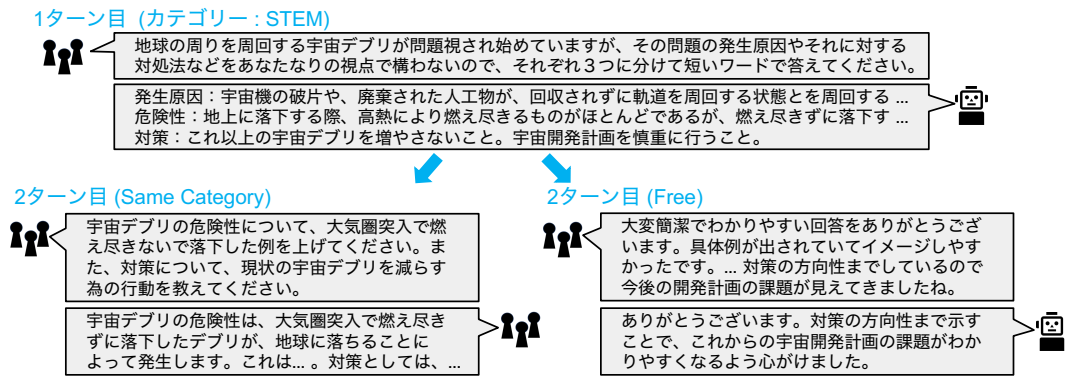 1ターン目 (カテゴリー : STEM)
地球の周りを周回する宇宙デブリが問題視され始めていますが、その問題の発生原因やそれに対する
対処法などをあなたなりの視点で構わないので、それぞれ３つに分けて短いワードで答えてください。
発生原因：宇宙機の破片や、廃棄された人工物が、回収されずに軌道を周回する状態とを周回する ...
危険性：地上に落下する際、高熱により燃え尽きるものがほとんどであるが、燃え尽きずに落下す ...
対策：これ以上の宇宙デブリを増やさないこと。宇宙開発計画を慎重に行うこと。
2ターン目 (Same Category)
宇宙デブリの危険性について、大気圏突入で燃
え尽きないで落下した例を上げてください。ま
た、対策について、現状の宇宙デブリを減らす
為の行動を教えてください。
宇宙デブリの危険性は、大気圏突入で燃え尽き
ずに落下したデブリが、地球に落ちることに
よって発生します。これは... 。対策としては、...
2ターン目 (Free)
大変簡潔でわかりやすい回答をありがとうござ
います。具体例が出されていてイメージしやす
かったです。... 対策の方向性までしているので
今後の開発計画の課題が見えてきましたね。
ありがとうございます。対策の方向性まで示す
ことで、これからの宇宙開発計画の課題がわか
りやすくなるよう心がけました。